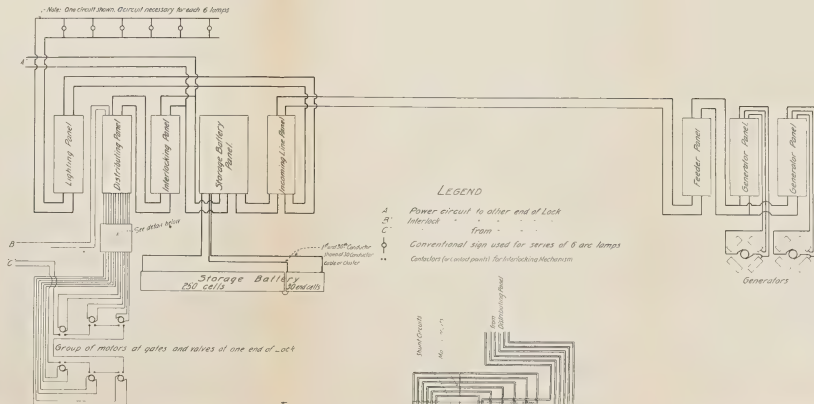 Note: One circuit shown. A circuit necessary for each 6 lamps
A
Lighting Panel
Distributing Panel
Interlocking Panel
Storage Battery
Panel.
Incoming Line Panel
Feeder Panel
Generator Panel
Generator Panel
See detail below
B
C
LEGEND
A Power circuit to other end of Lock
B Interlock " " " " "
C from " "
Conventional sign used for series of 6 arc lamps
Contactors for Interlocking Mechanism
Conductor
Storage Battery
250 cells
30 end cells
Generators
Group of motors at gates and valves at one end of Lock
Shunt Circuits
No.
from
Distributing Panel